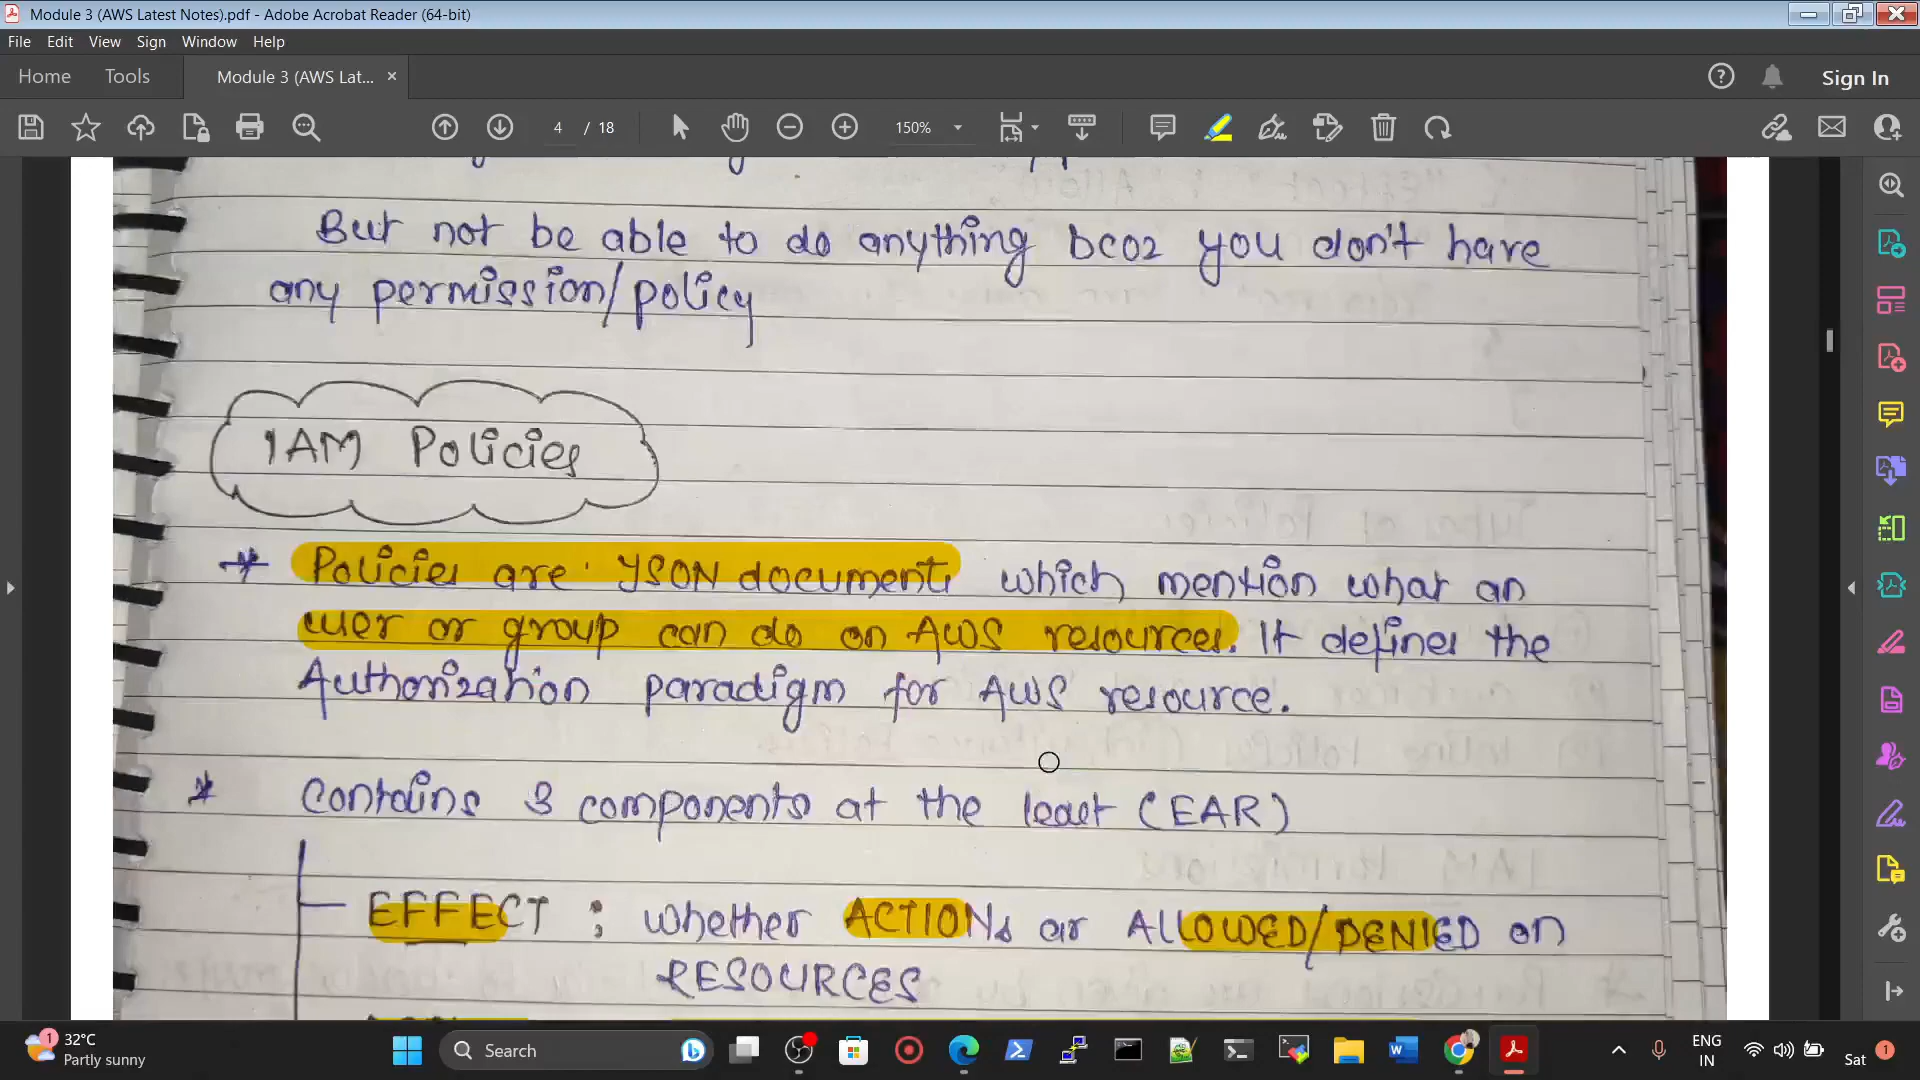 Module 3 (AWS Latest Notes).pdf - Adobe Acrobat Reader (64-bit)
File Edit View Sign Window Help
Home Tools Module 3 (AWS Lat... × Sign In
4 / 18 150%
But not be able to do anything bcoz you don't have
any permission/policy
IAM Policies
* Policies are JSON document, which mention what an
user or group can do on AWS resources. It defines the
Authorization paradigm for AWS resource.
* Contains 3 components at the least (EAR)
EFFECT : whether ACTIONs ar ALLOWED/DENIED on
RESOURCES
1 32°C
Partly sunny
Search
ENG
IN
Sat 1